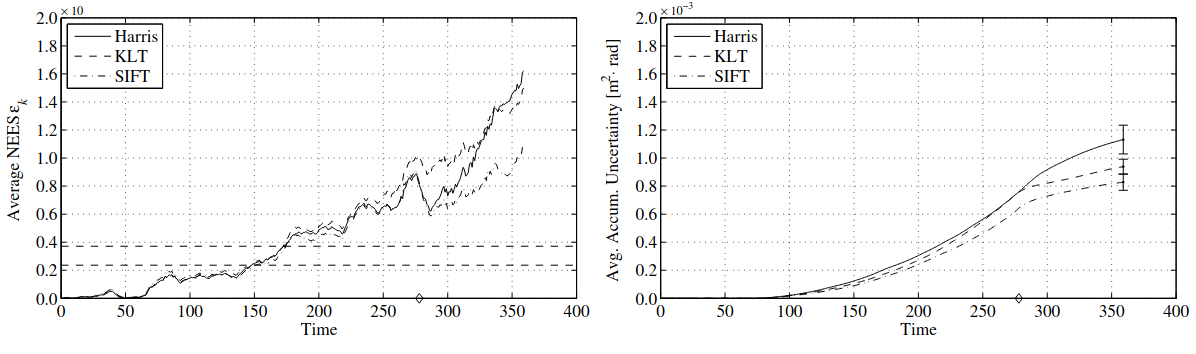 ×10
2.0
1.8
1.6
1.4
1.2
1.0
0.8
0.6
0.4
0.2
0.0
Average NEES ε_k
Harris
KLT
SIFT
0 50 100 150 200 250 300 350 400
Time
×10⁻³
2.0
1.8
1.6
1.4
1.2
1.0
0.8
0.6
0.4
0.2
0.0
Avg. Accum. Uncertainty [m²· rad]
Harris
KLT
SIFT
0 50 100 150 200 250 300 350 400
Time